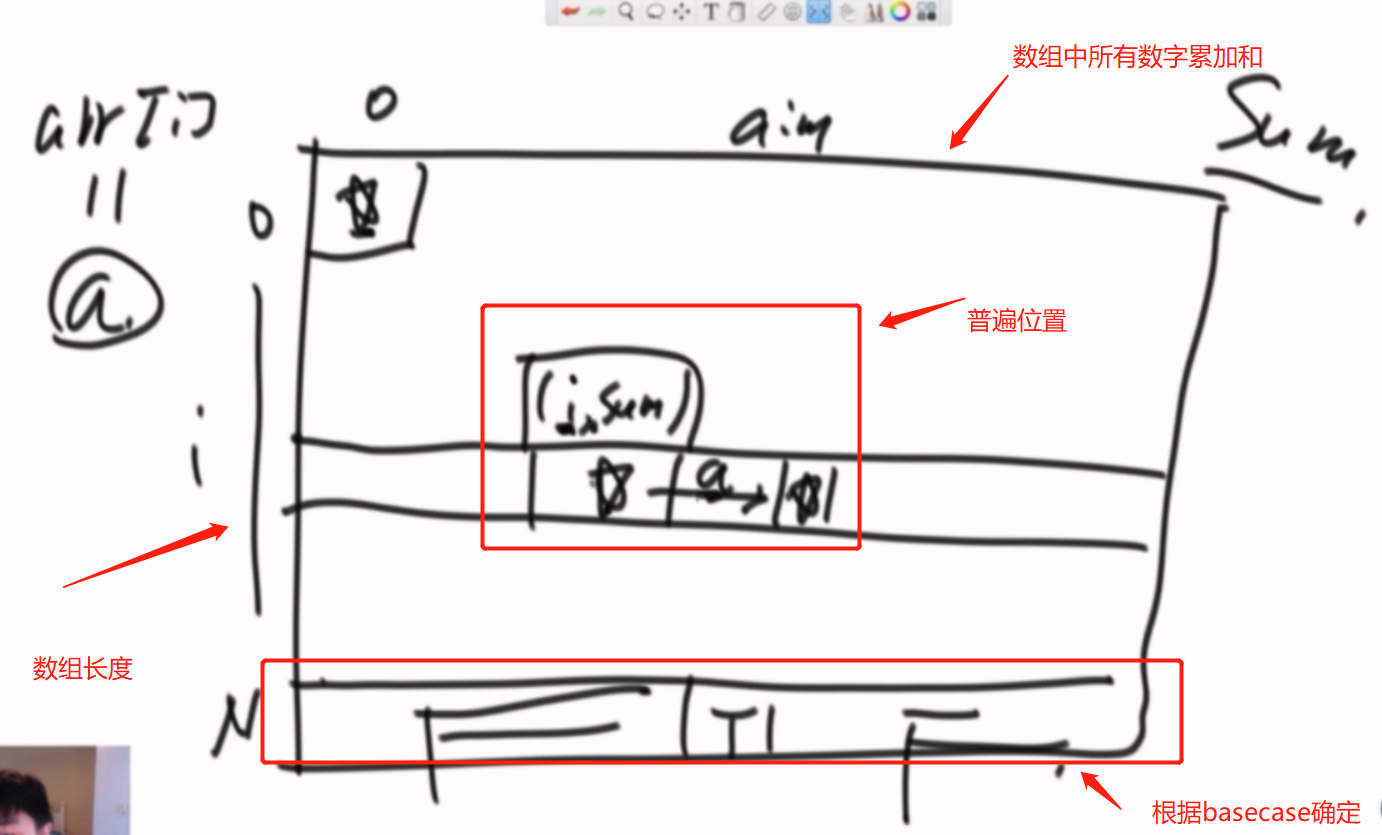 数组中所有数字累加和
0
aim
Sum
arr[i]
0
a
普遍位置
(i, sum)
i
a
数组长度
N
F
T
F
根据basecase确定